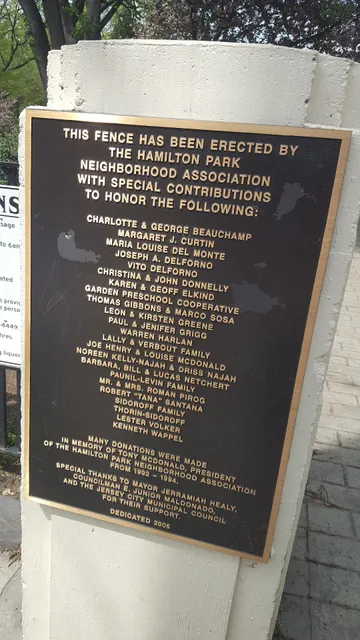 THIS FENCE HAS BEEN ERECTED BY
THE HAMILTON PARK
NEIGHBORHOOD ASSOCIATION
WITH SPECIAL CONTRIBUTIONS
TO HONOR THE FOLLOWING:
CHARLOTTE & GEORGE BEAUCHAMP
MARGARET J. CURTIN
MARIA LOUISE DEL MONTE
JOSEPH A. DELFORNO
VITO DELFORNO
CHRISTINA & JOHN DONNELLY
KAREN & GEOFF ELKIND
GARDEN PRESCHOOL COOPERATIVE
THOMAS GIBBONS & MARCO SOSA
LEON & KIRSTEN GREENE
PAUL & JENIFER GRIGG
WARREN HARLAN
LALLY & VERBOUT FAMILY
JOE HENRY & LOUISE MCDONALD
NOREEN KELLY-NAJAH & DRISS NAJAH
BARBARA, BILL & LUCAS NETCHERT
PAUNIL-LEVIN FAMILY
MR. & MRS. ROMAN PIROG
ROBERT "TANA" SANTANA
SIDOROFF FAMILY
THORIN-SIDOROFF
LESTER VOLKER
KENNETH WAPPEL
MANY DONATIONS WERE MADE
IN MEMORY OF TONY MCDONALD, PRESIDENT
OF THE HAMILTON PARK NEIGHBORHOOD ASSOCIATION
FROM 1992 - 1994.
SPECIAL THANKS TO MAYOR JERRAMIAH HEALY,
COUNCILMAN E. JUNIOR MALDONADO,
AND THE JERSEY CITY MUNICIPAL COUNCIL
FOR THEIR SUPPORT.
DEDICATED 2005
NS
4449